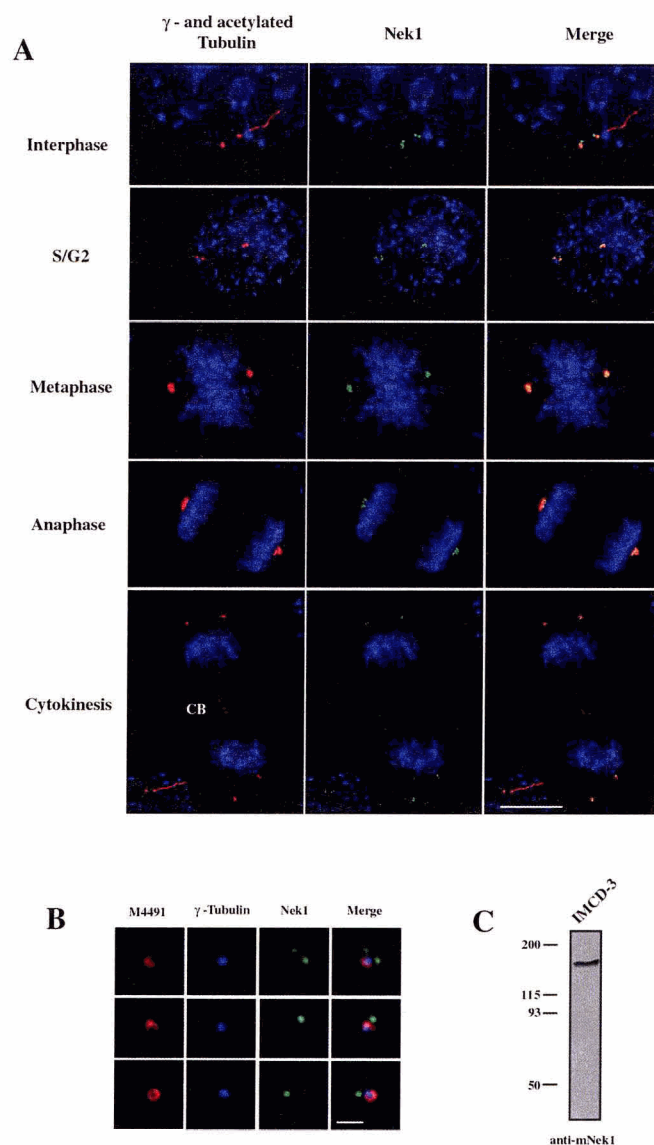 A
γ - and acetylated
Tubulin
Nek1
Merge
Interphase
S/G2
Metaphase
Anaphase
Cytokinesis
CB
B
M4491
γ -Tubulin
Nek1
Merge
C
IMCD-3
200
115
93
50
anti-mNek1